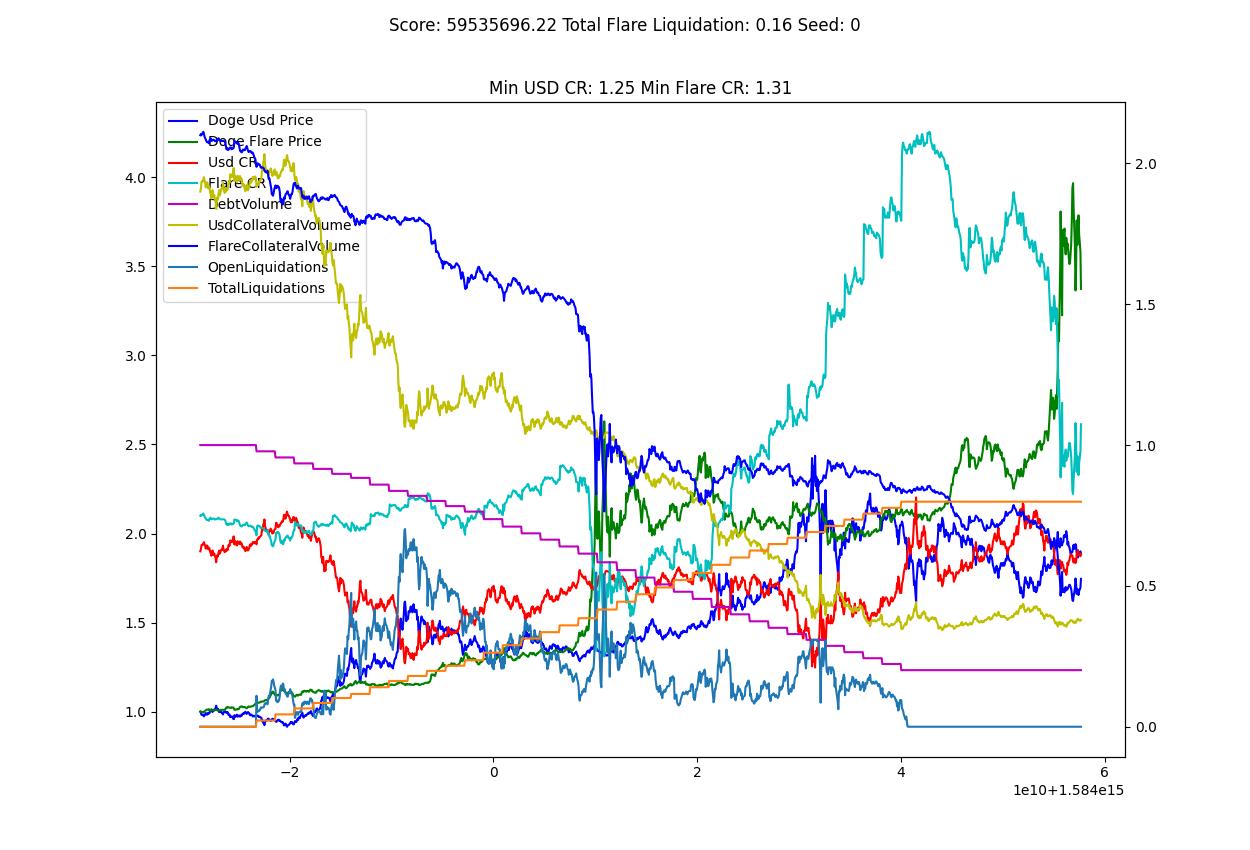 Score: 59535696.22 Total Flare Liquidation: 0.16 Seed: 0
Min USD CR: 1.25 Min Flare CR: 1.31
Doge Usd Price
Doge Flare Price
Usd CR
Flare CR
DebtVolume
UsdCollateralVolume
FlareCollateralVolume
OpenLiquidations
TotalLiquidations
4.0
3.5
3.0
2.5
2.0
1.5
1.0
2.0
1.5
1.0
0.5
0.0
−2
0
2
4
6
1e10+1.584e15